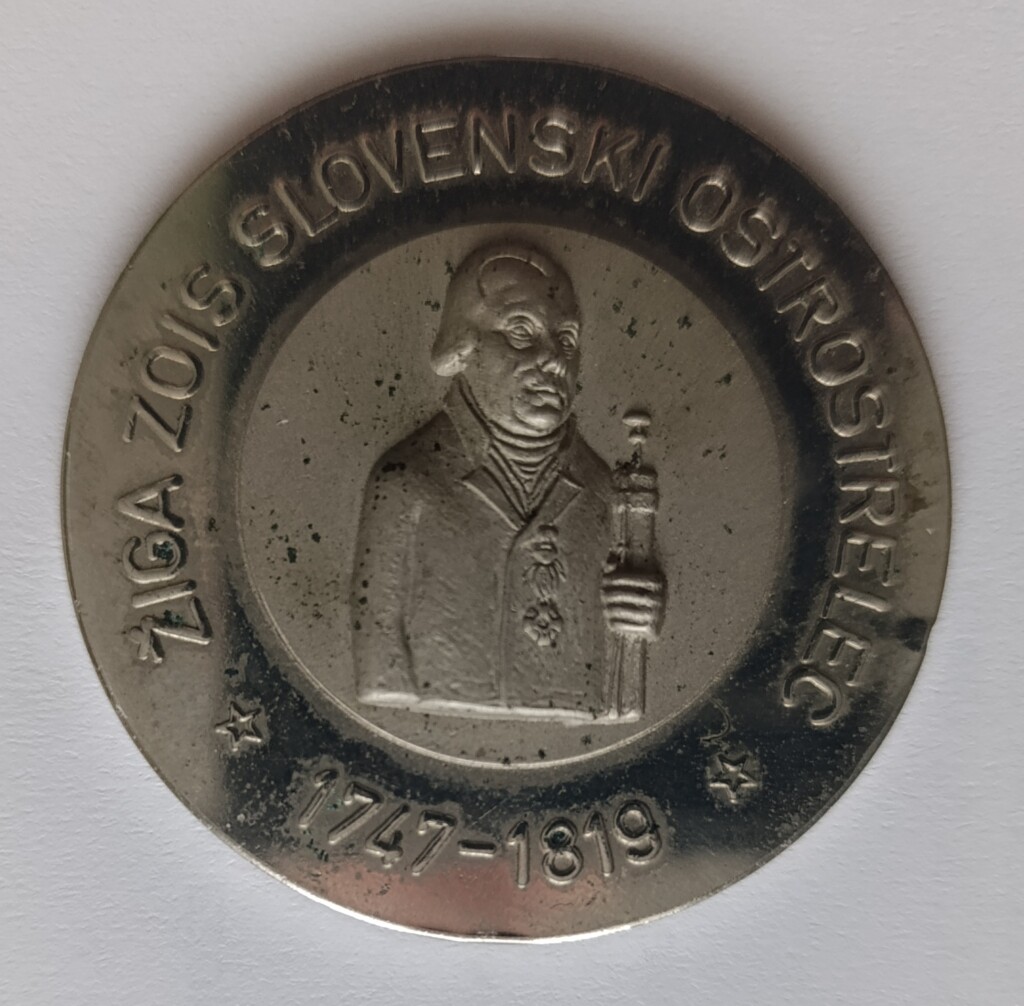 ŽIGA ZOIS SLOVENSKI OSTROSTRELEC
1747-1819